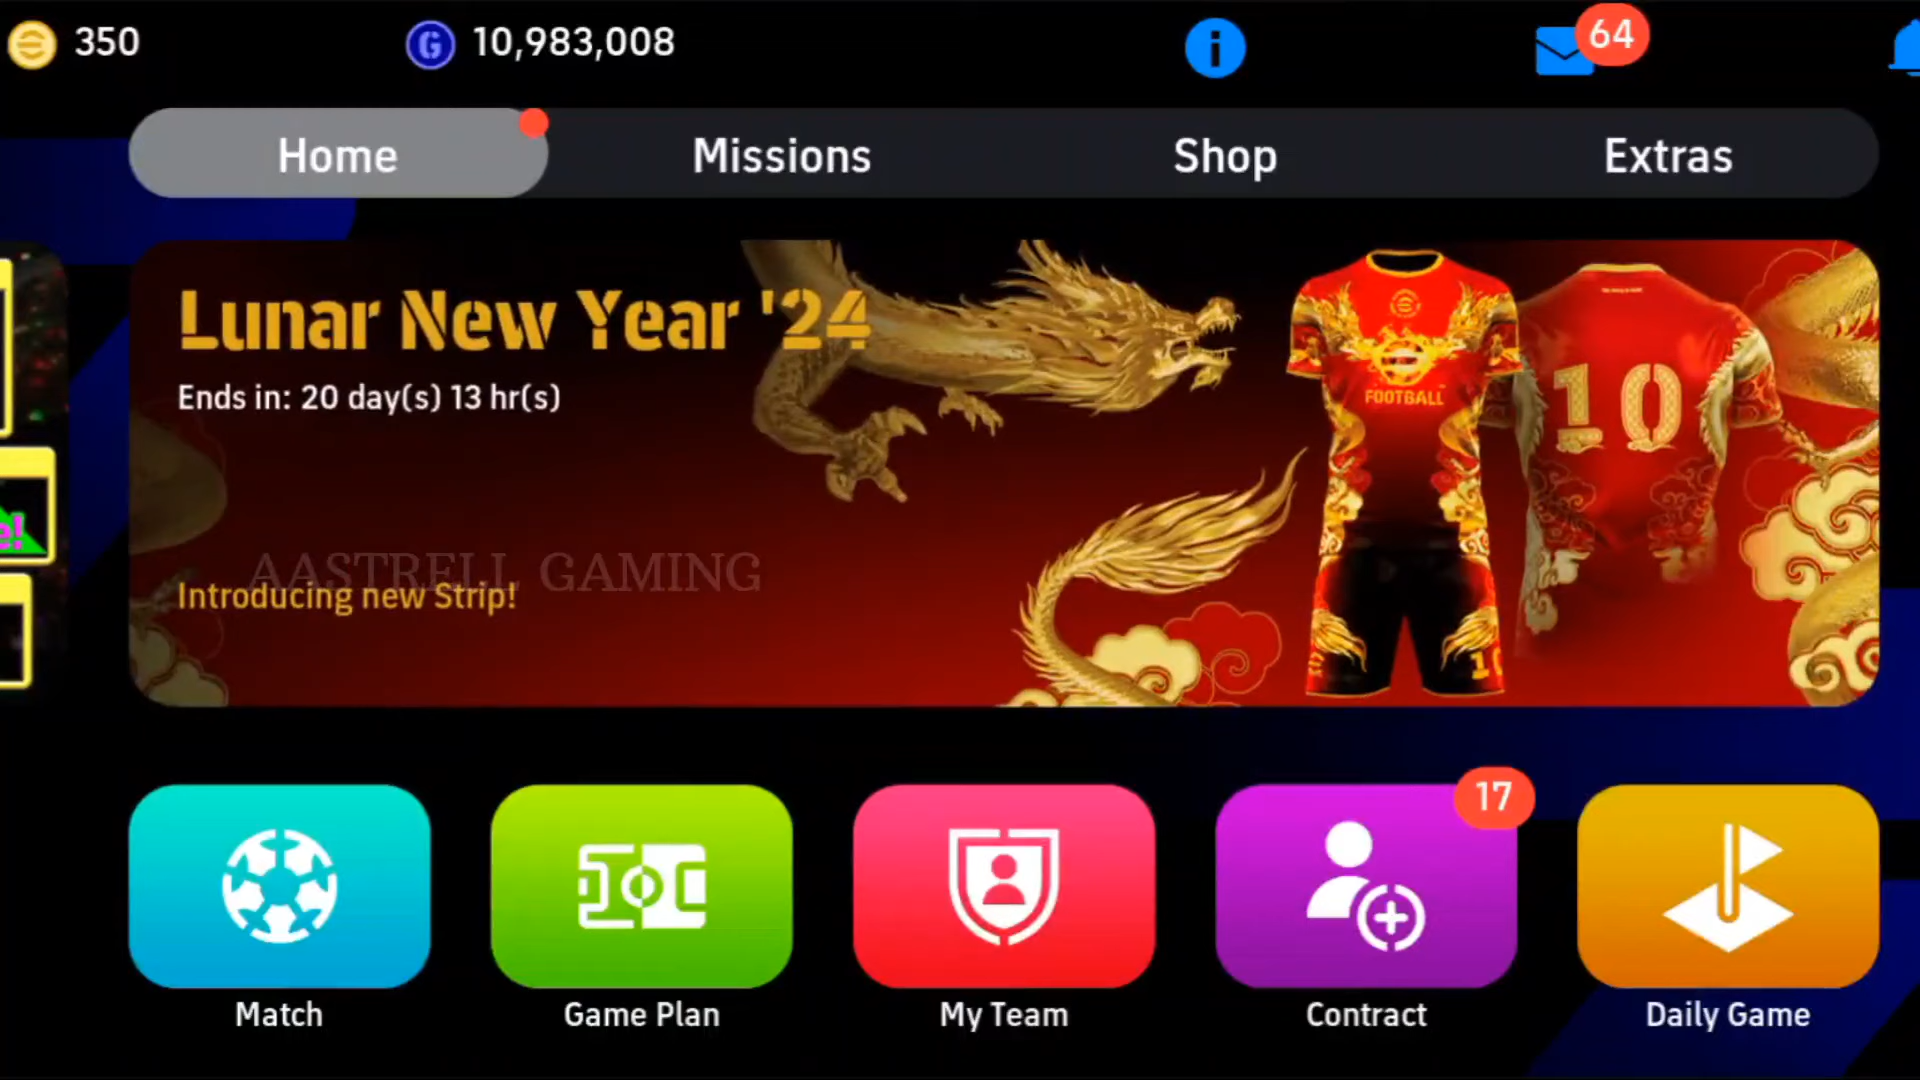 350
10,983,008
64
Home
Missions
Shop
Extras
Lunar New Year '24
Ends in: 20 day(s) 13 hr(s)
FOOTBALL
10
AASTRELL GAMING
Introducing new Strip!
10
17
Match
Game Plan
My Team
Contract
Daily Game